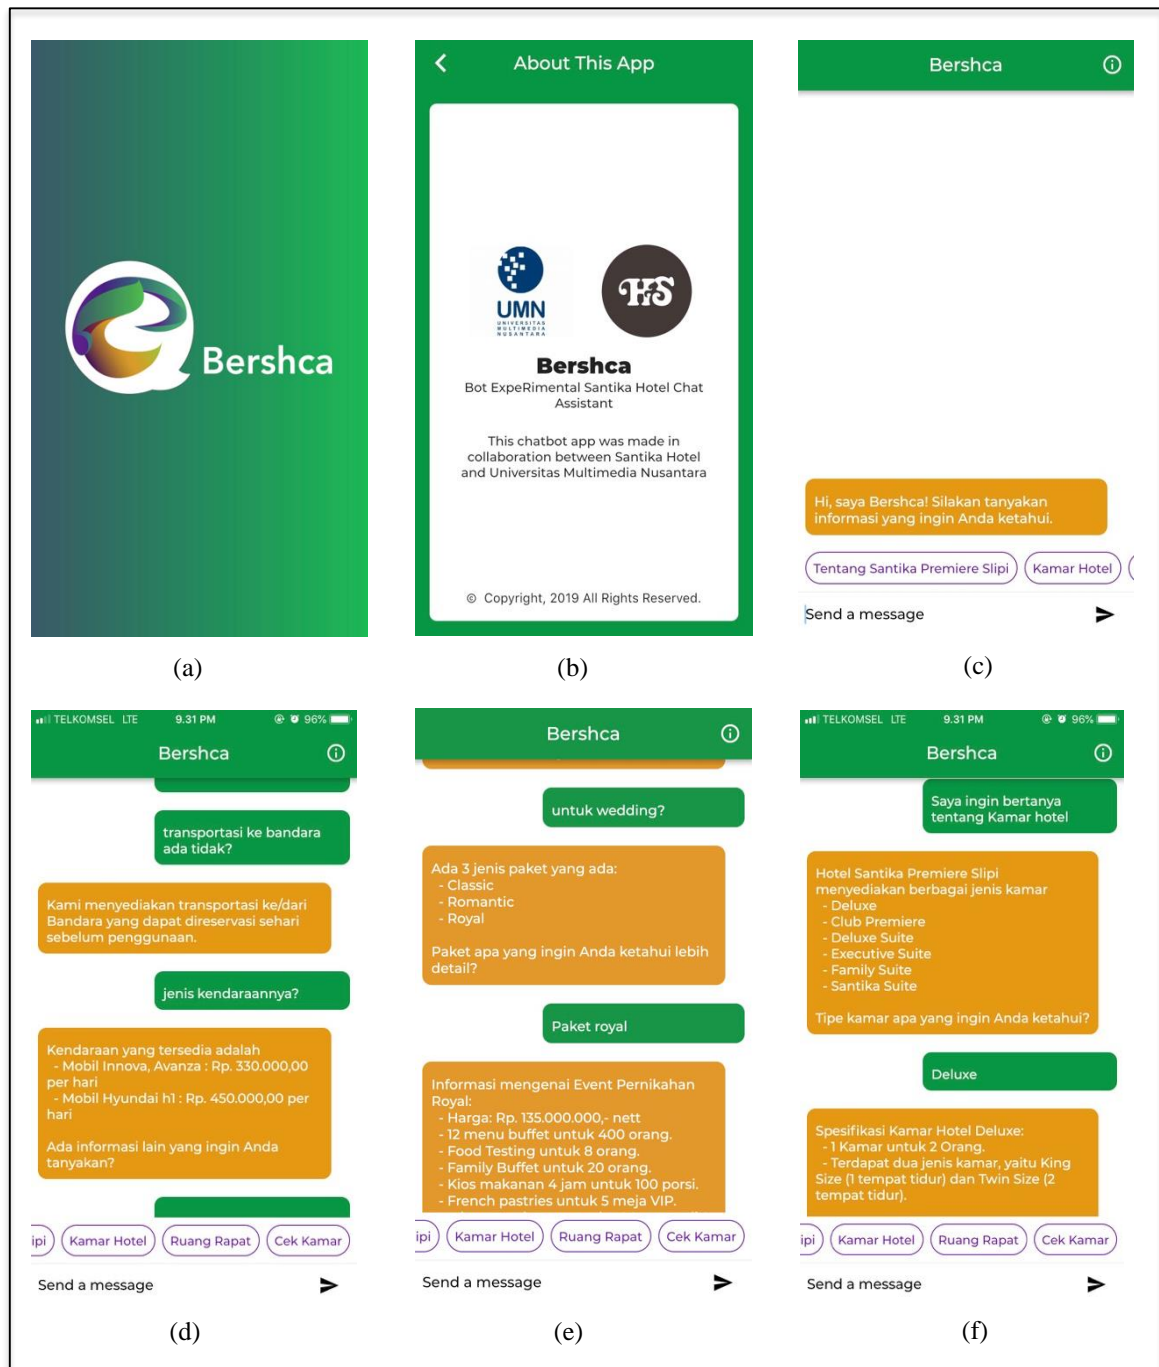 Bershca
About This App
UMN
UNIVERSITAS
MULTIMEDIA
NUSANTARA
HS
Bershca
Bot ExpeRimental Santika Hotel Chat
Assistant
This chatbot app was made in
collaboration between Santika Hotel
and Universitas Multimedia Nusantara
© Copyright, 2019 All Rights Reserved.
Bershca
Hi, saya Bershca! Silakan tanyakan
informasi yang ingin Anda ketahui.
Tentang Santika Premiere Slipi
Kamar Hotel
Send a message
(a)
(b)
(c)
TELKOMSEL LTE 9.31 PM 96%
Bershca
transportasi ke bandara
ada tidak?
Kami menyediakan transportasi ke/dari
Bandara yang dapat direservasi sehari
sebelum penggunaan.
jenis kendaraannya?
Kendaraan yang tersedia adalah
- Mobil Innova, Avanza : Rp. 330.000,00
per hari
- Mobil Hyundai h1 : Rp. 450.000,00 per
hari
Ada informasi lain yang ingin Anda
tanyakan?
ipi
Kamar Hotel
Ruang Rapat
Cek Kamar
Send a message
(d)
Bershca
untuk wedding?
Ada 3 jenis paket yang ada:
- Classic
- Romantic
- Royal
Paket apa yang ingin Anda ketahui lebih
detail?
Paket royal
Informasi mengenai Event Pernikahan
Royal:
- Harga: Rp. 135.000.000,- nett
- 12 menu buffet untuk 400 orang.
- Food Testing untuk 8 orang.
- Family Buffet untuk 20 orang.
- Kios makanan 4 jam untuk 100 porsi.
- French pastries untuk 5 meja VIP.
ipi
Kamar Hotel
Ruang Rapat
Cek Kamar
Send a message
(e)
TELKOMSEL LTE 9.31 PM 96%
Bershca
Saya ingin bertanya
tentang Kamar hotel
Hotel Santika Premiere Slipi
menyediakan berbagai jenis kamar
- Deluxe
- Club Premiere
- Deluxe Suite
- Executive Suite
- Family Suite
- Santika Suite
Tipe kamar apa yang ingin Anda ketahui?
Deluxe
Spesifikasi Kamar Hotel Deluxe:
- 1 Kamar untuk 2 Orang.
- Terdapat dua jenis kamar, yaitu King
Size (1 tempat tidur) dan Twin Size (2
tempat tidur).
ipi
Kamar Hotel
Ruang Rapat
Cek Kamar
Send a message
(f)